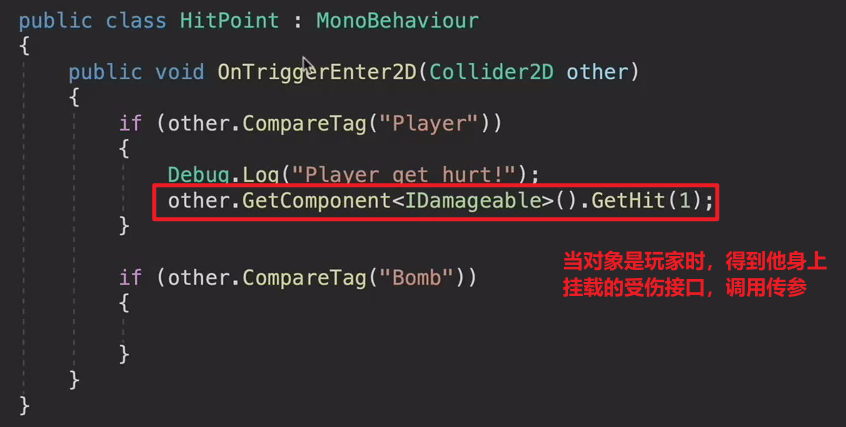 public class HitPoint : MonoBehaviour
{
public void OnTriggerEnter2D(Collider2D other)
{
if (other.CompareTag("Player"))
{
Debug.Log("Player get hurt!");
other.GetComponent<IDamageable>().GetHit(1);
}
当对象是玩家时，得到他身上
挂载的受伤接口，调用传参
if (other.CompareTag("Bomb"))
{
}
}
}